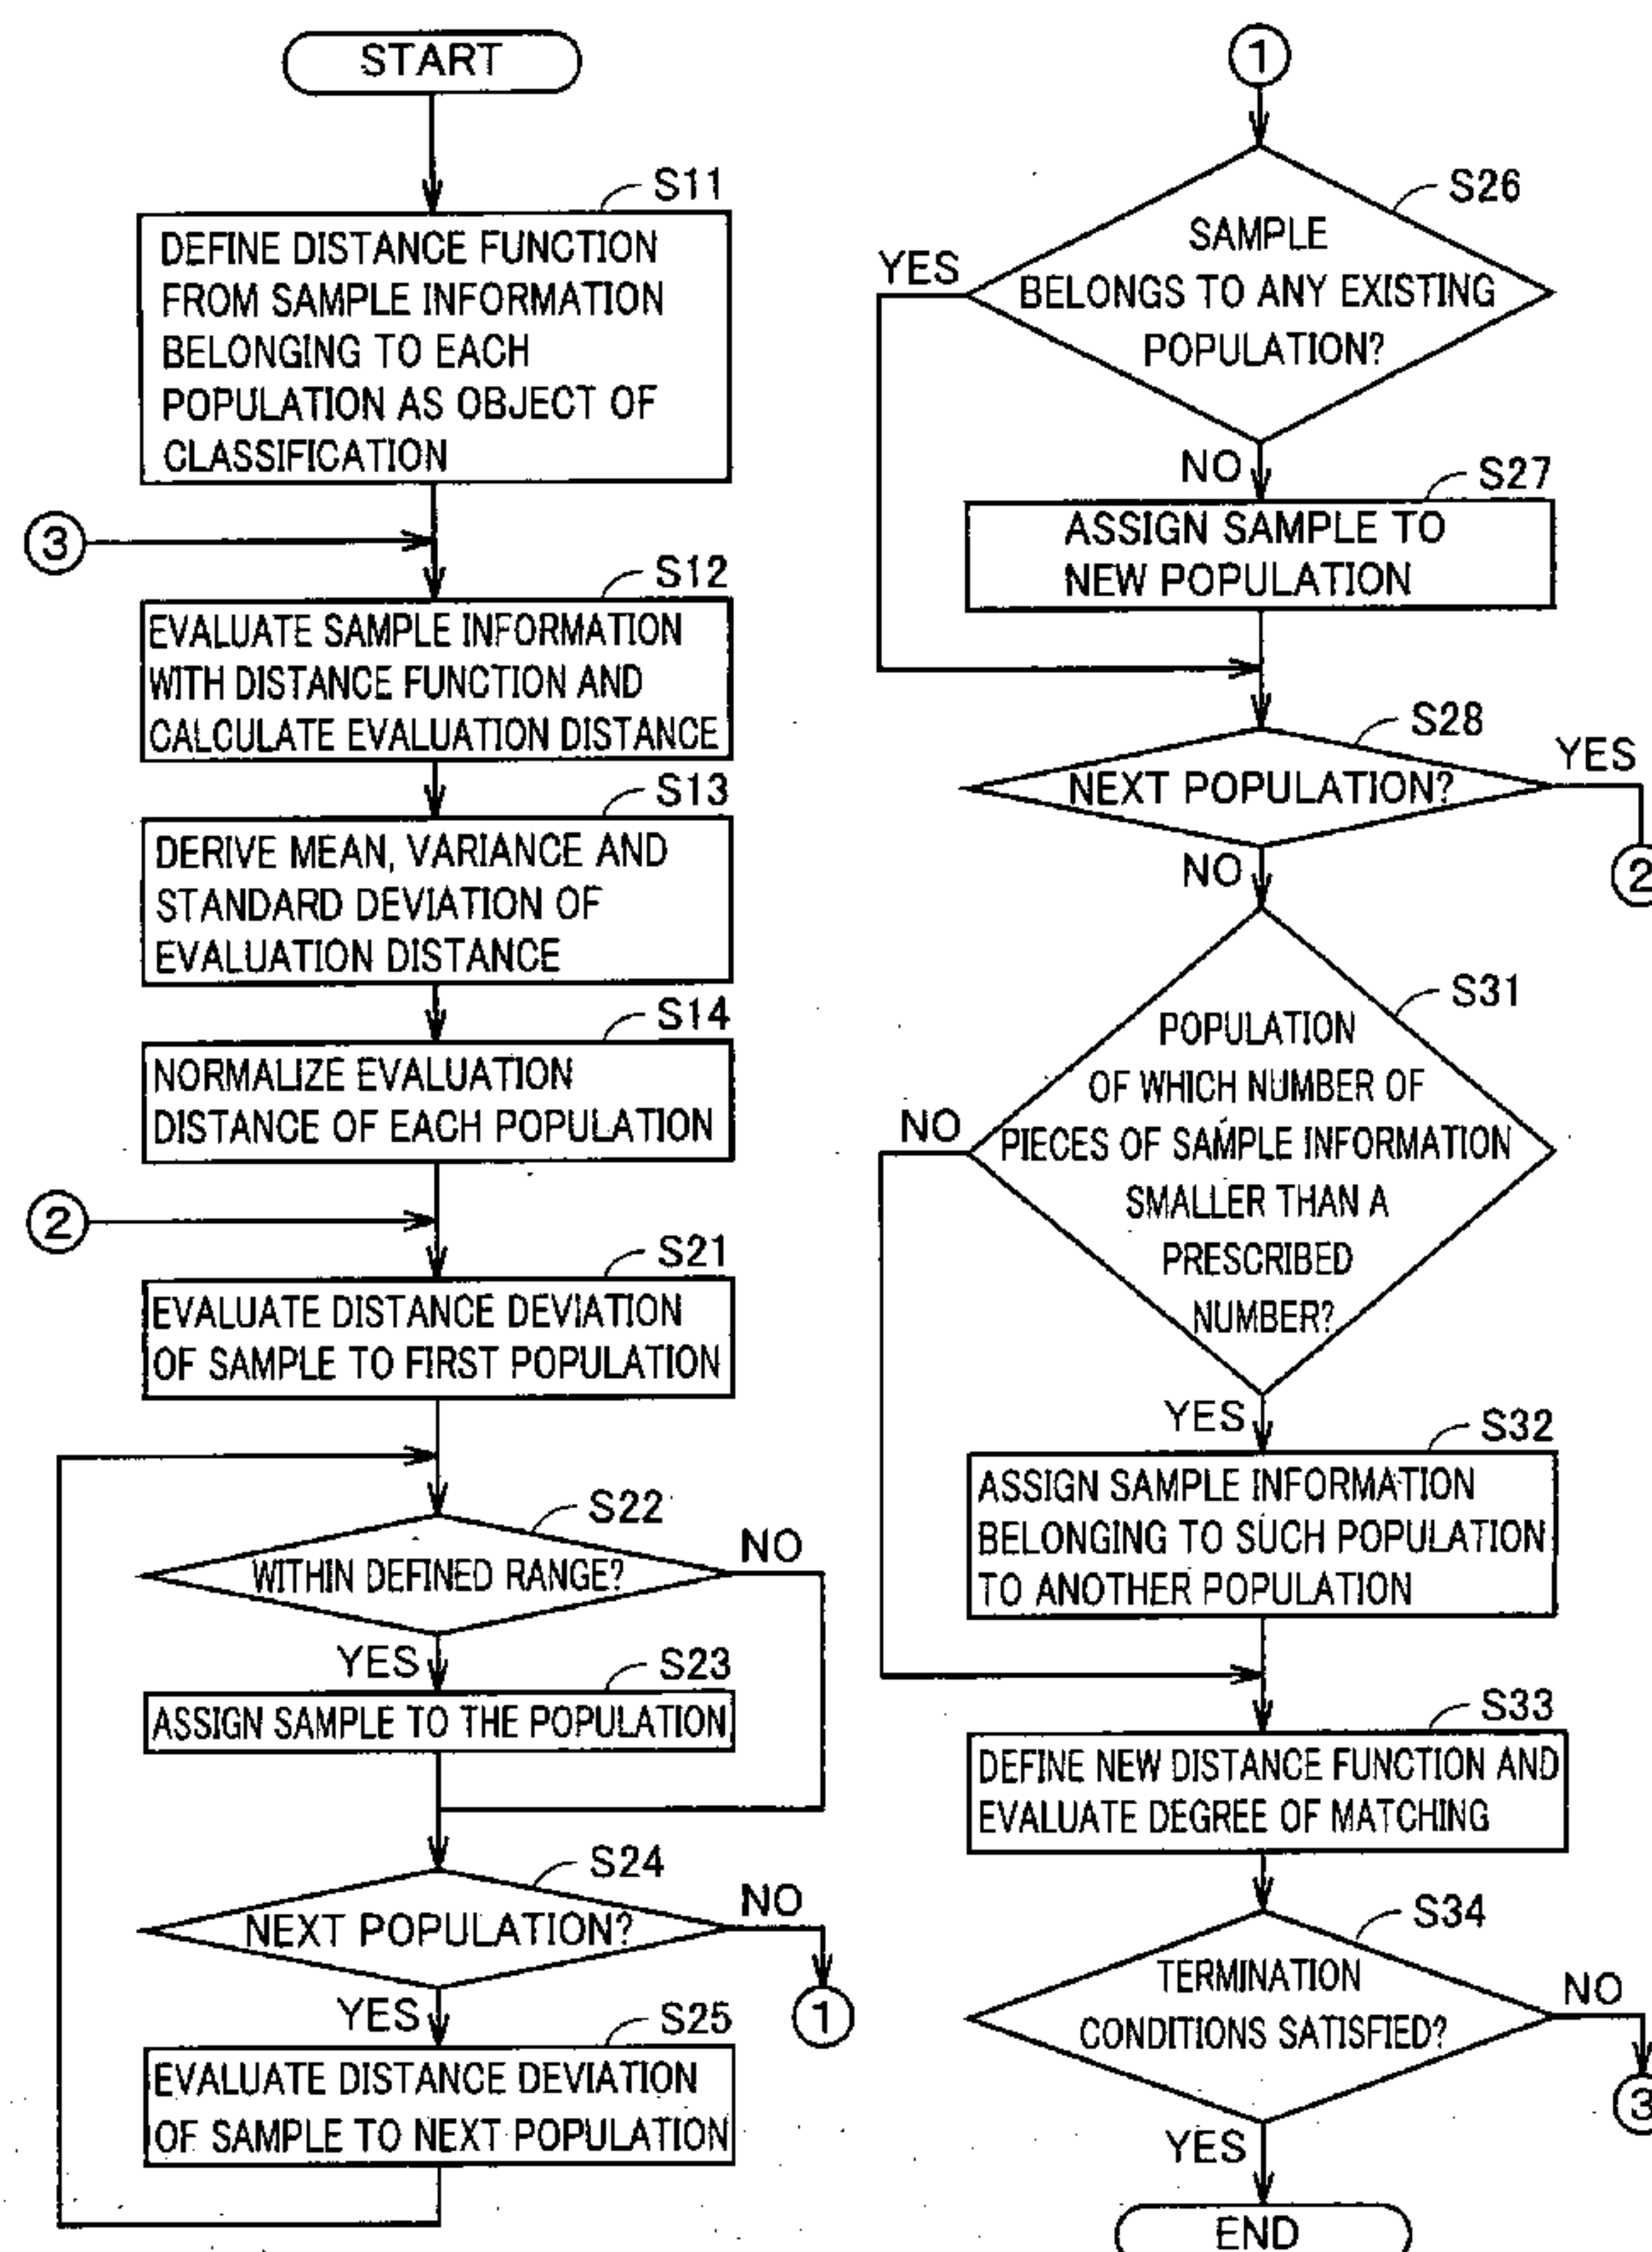 START
S11
DEFINE DISTANCE FUNCTION
FROM SAMPLE INFORMATION
BELONGING TO EACH
POPULATION AS OBJECT OF
CLASSIFICATION
3
S12
EVALUATE SAMPLE INFORMATION
WITH DISTANCE FUNCTION AND
CALCULATE EVALUATION DISTANCE
S13
DERIVE MEAN, VARIANCE AND
STANDARD DEVIATION OF
EVALUATION DISTANCE
S14
NORMALIZE EVALUATION
DISTANCE OF EACH POPULATION
2
S21
EVALUATE DISTANCE DEVIATION
OF SAMPLE TO FIRST POPULATION
S22
WITHIN DEFINED RANGE?
NO
YES
S23
ASSIGN SAMPLE TO THE POPULATION
S24
NEXT POPULATION?
NO
1
YES
S25
EVALUATE DISTANCE DEVIATION
OF SAMPLE TO NEXT POPULATION
1
S26
SAMPLE
BELONGS TO ANY EXISTING
POPULATION?
YES
NO
S27
ASSIGN SAMPLE TO
NEW POPULATION
S28
NEXT POPULATION?
YES
2
NO
S31
POPULATION
OF WHICH NUMBER OF
PIECES OF SAMPLE INFORMATION
SMALLER THAN A
PRESCRIBED
NUMBER?
NO
YES
S32
ASSIGN SAMPLE INFORMATION
BELONGING TO SUCH POPULATION
TO ANOTHER POPULATION
S33
DEFINE NEW DISTANCE FUNCTION AND
EVALUATE DEGREE OF MATCHING
S34
TERMINATION
CONDITIONS SATISFIED?
NO
3
YES
END